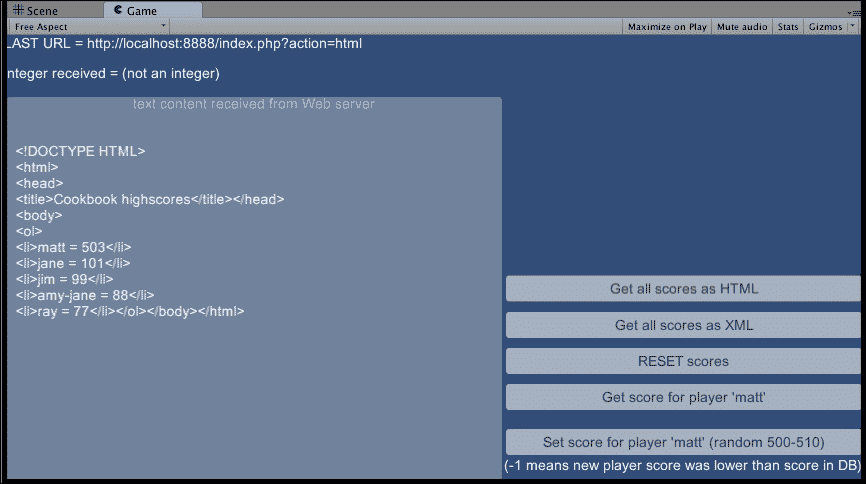 Scene
Game
Free Aspect
Maximize on Play
Mute audio
Stats
Gizmos
LAST URL = http://localhost:8888/index.php?action=html
nteger received = (not an integer)
text content received from Web server
<!DOCTYPE HTML>
<html>
<head>
<title>Cookbook highscores</title></head>
<body>
<ol>
<li>matt = 503</li>
<li>jane = 101</li>
<li>jim = 99</li>
<li>amy-jane = 88</li>
<li>ray = 77</li></ol></body></html>
Get all scores as HTML
Get all scores as XML
RESET scores
Get score for player 'matt'
Set score for player 'matt' (random 500-510)
(-1 means new player score was lower than score in DB)